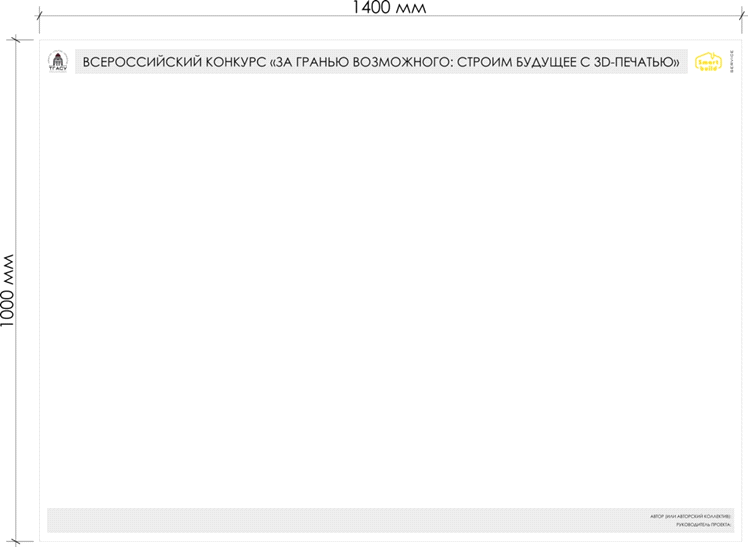 1400 мм
ВСЕРОССИЙСКИЙ КОНКУРС «ЗА ГРАНЬЮ ВОЗМОЖНОГО: СТРОИМ БУДУЩЕЕ С 3D-ПЕЧАТЬЮ»
ТГАСУ
Smart
build
SERVICE
1000 мм
АВТОР (ИЛИ АВТОРСКИЙ КОЛЛЕКТИВ):
РУКОВОДИТЕЛЬ ПРОЕКТА: